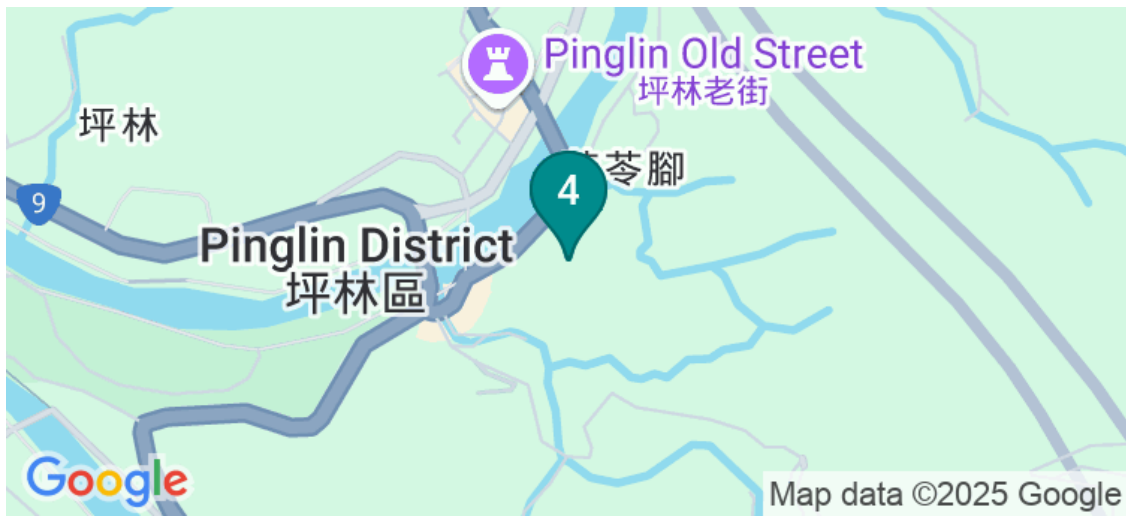 Pinglin Old Street
坪林老街
坪林
苓腳
9
4
Pinglin District
坪林區
Google
Map data ©2025 Google